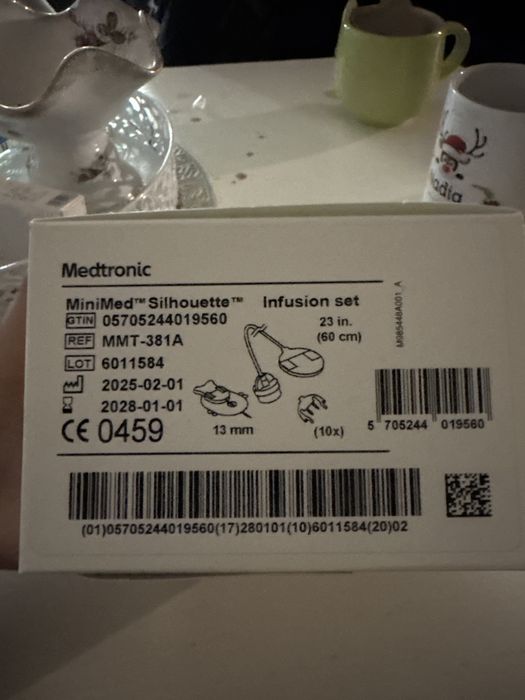 Medtronic
MiniMed™ Silhouette™ Infusion set
GTIN 05705244019560
REF MMT-381A
LOT 6011584
2025-02-01
2028-01-01
CE 0459
23 in.
(60 cm)
13 mm
(10x)
M985448A001_A
5 705244 019560
(01)05705244019560(17)280101(10)6011584(20)02